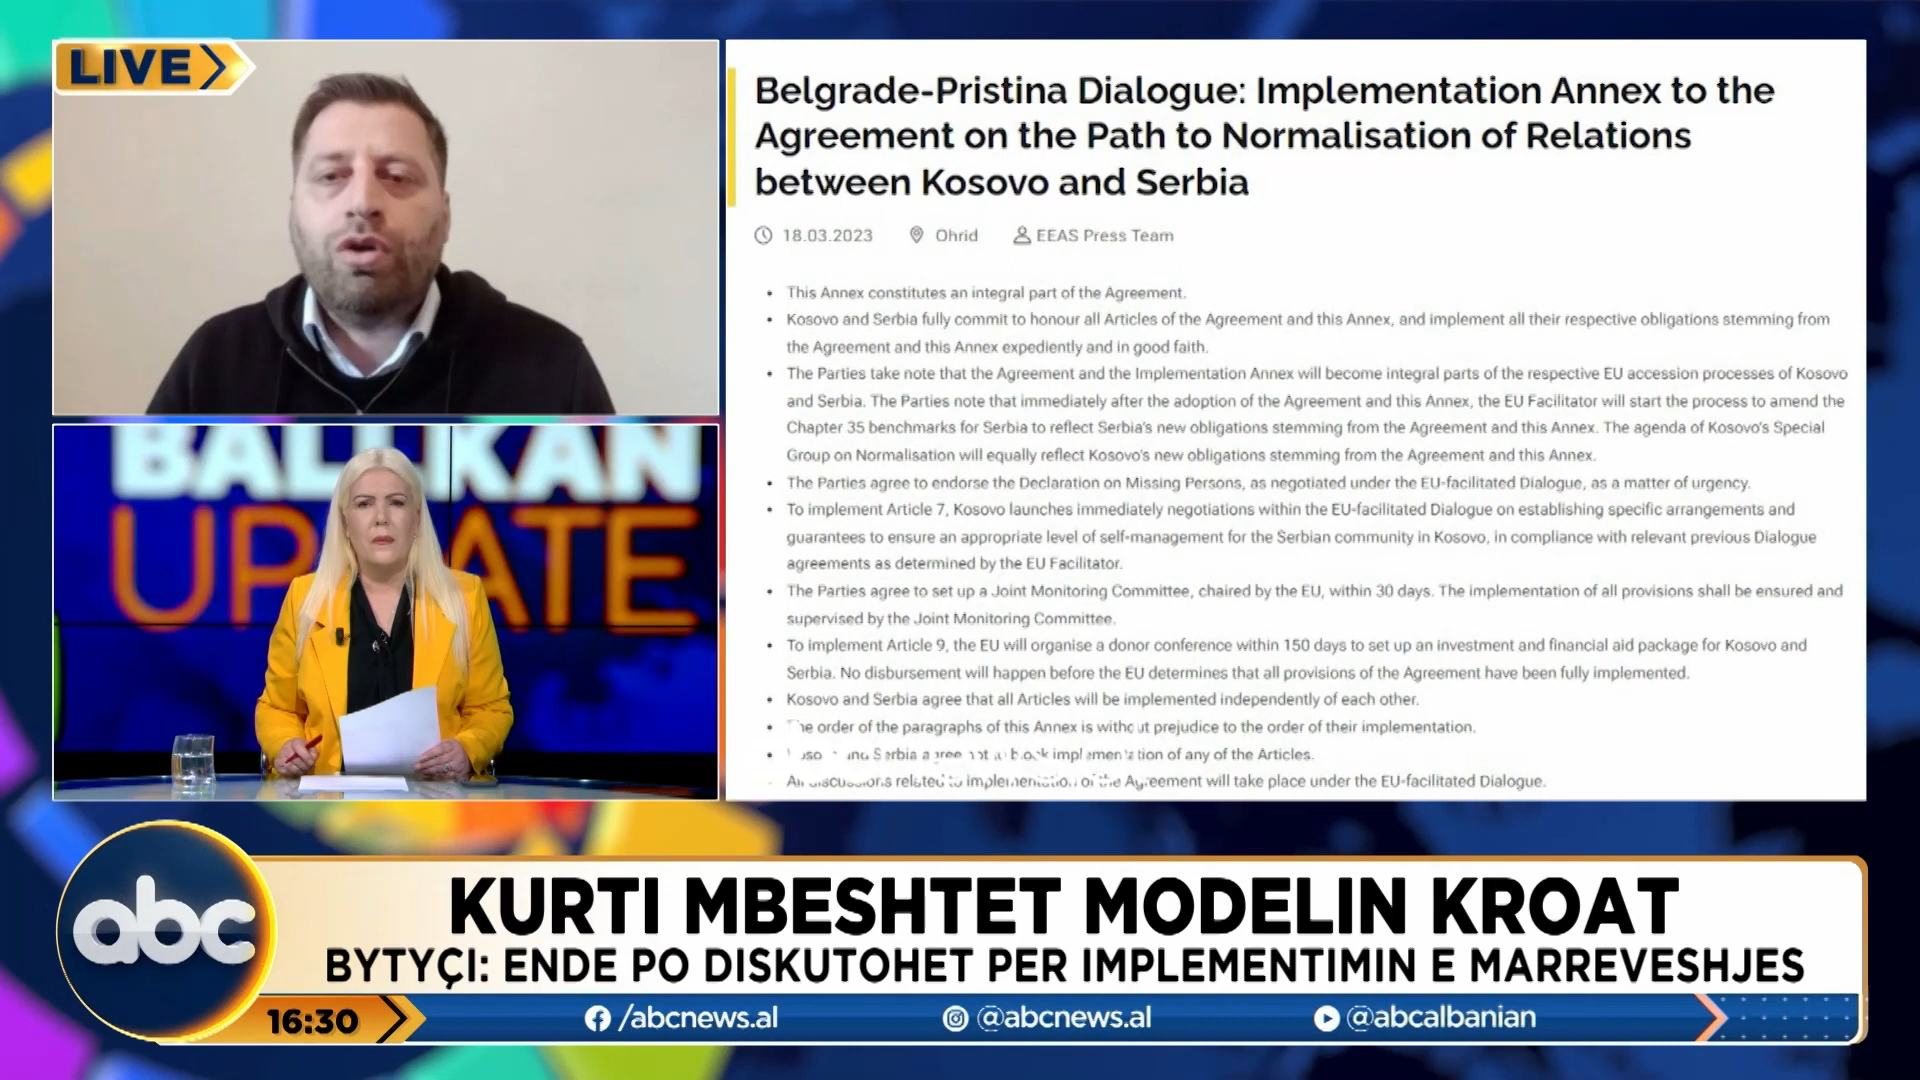 LIVE
Belgrade-Pristina Dialogue: Implementation Annex to the
Agreement on the Path to Normalisation of Relations
between Kosovo and Serbia
18.03.2023 Ohrid EEAS Press Team
• This Annex constitutes an integral part of the Agreement.
• Kosovo and Serbia fully commit to honour all Articles of the Agreement and this Annex, and implement all their respective obligations stemming from
the Agreement and this Annex expediently and in good faith.
• The Parties take note that the Agreement and the Implementation Annex will become integral parts of the respective EU accession processes of Kosovo
and Serbia. The Parties note that immediately after the adoption of the Agreement and this Annex, the EU Facilitator will start the process to amend the
Chapter 35 benchmarks for Serbia to reflect Serbia's new obligations stemming from the Agreement and this Annex. The agenda of Kosovo's Special
Group on Normalisation will equally reflect Kosovo's new obligations stemming from the Agreement and this Annex.
• The Parties agree to endorse the Declaration on Missing Persons, as negotiated under the EU-facilitated Dialogue, as a matter of urgency.
• To implement Article 7, Kosovo launches immediately negotiations within the EU-facilitated Dialogue on establishing specific arrangements and
guarantees to ensure an appropriate level of self-management for the Serbian community in Kosovo, in compliance with relevant previous Dialogue
agreements as determined by the EU Facilitator.
• The Parties agree to set up a Joint Monitoring Committee, chaired by the EU, within 30 days. The implementation of all provisions shall be ensured and
supervised by the Joint Monitoring Committee.
• To implement Article 9, the EU will organise a donor conference within 150 days to set up an investment and financial aid package for Kosovo and
Serbia. No disbursement will happen before the EU determines that all provisions of the Agreement have been fully implemented.
• Kosovo and Serbia agree that all Articles will be implemented independently of each other.
• The order of the paragraphs of this Annex is without prejudice to the order of their implementation.
• Serbia agree not to block implementation of any of the Articles.
All discussions related to implementation of the Agreement will take place under the EU-facilitated Dialogue.
BALLKAN
UPDATE
abc
KURTI MBESHTET MODELIN KROAT
BYTYÇI: ENDE PO DISKUTOHET PER IMPLEMENTIMIN E MARREVESHJES
16:30 /abcnews.al @abcnews.al @abcalbanian